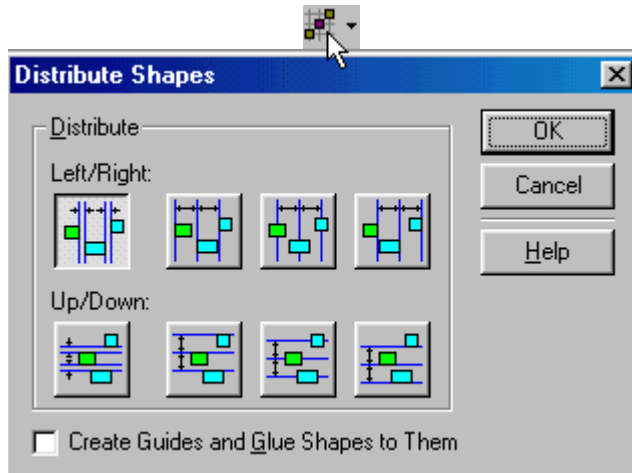 Distribute Shapes
Distribute
OK
Left/Right:
Cancel
Help
Up/Down:
Create Guides and Glue Shapes to Them